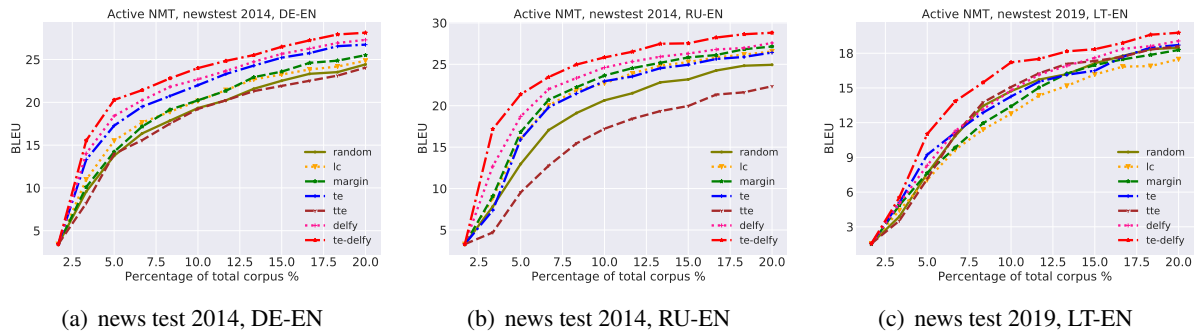 Active NMT, newstest 2014, DE-EN
BLEU
25
20
15
10
5
random
lc
margin
te
tte
delfy
te-delfy
2.5 5.0 7.5 10.0 12.5 15.0 17.5 20.0
Percentage of total corpus %
(a) news test 2014, DE-EN
Active NMT, newstest 2014, RU-EN
BLEU
30
25
20
15
10
5
random
lc
margin
te
tte
delfy
te-delfy
2.5 5.0 7.5 10.0 12.5 15.0 17.5 20.0
Percentage of total corpus %
(b) news test 2014, RU-EN
Active NMT, newstest 2019, LT-EN
BLEU
18
15
12
9
6
3
random
lc
margin
te
tte
delfy
te-delfy
2.5 5.0 7.5 10.0 12.5 15.0 17.5 20.0
Percentage of total corpus %
(c) news test 2019, LT-EN